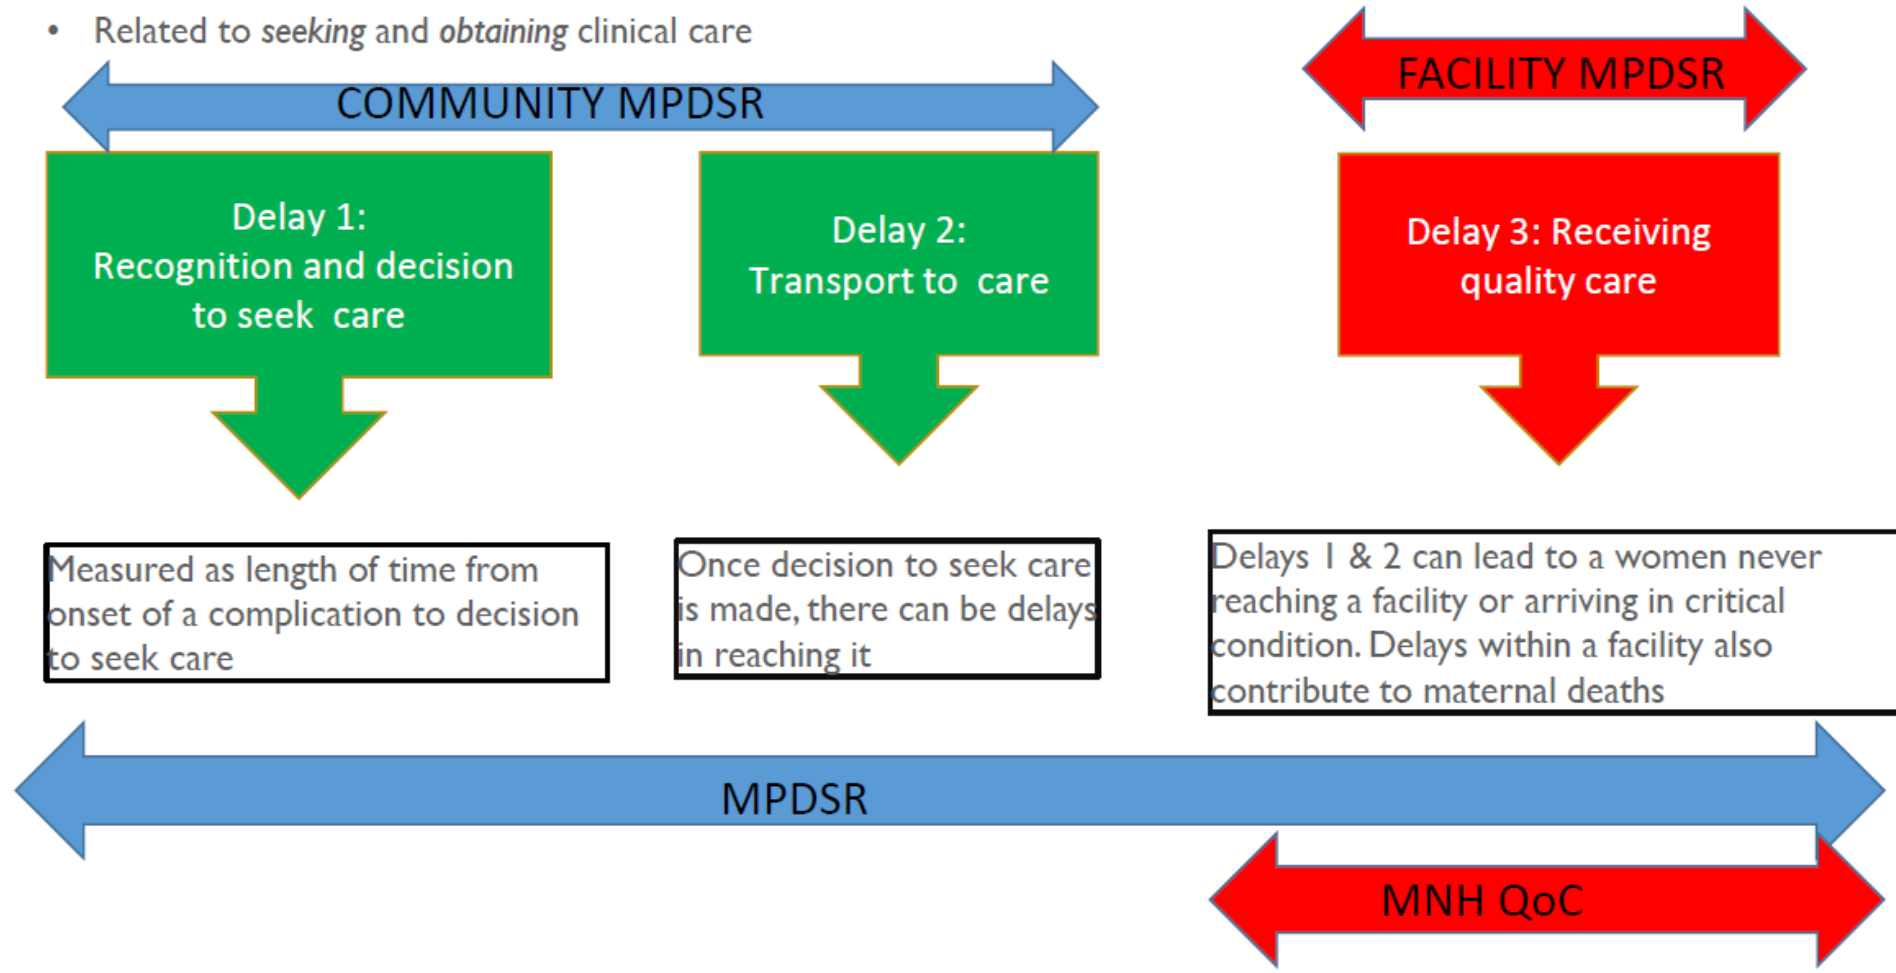 • Related to seeking and obtaining clinical care
COMMUNITY MPDSR
FACILITY MPDSR
Delay 1:
Recognition and decision
to seek care
Delay 2:
Transport to care
Delay 3: Receiving
quality care
Measured as length of time from
onset of a complication to decision
to seek care
Once decision to seek care
is made, there can be delays
in reaching it
Delays 1 & 2 can lead to a women never
reaching a facility or arriving in critical
condition. Delays within a facility also
contribute to maternal deaths
MPDSR
MNH QoC